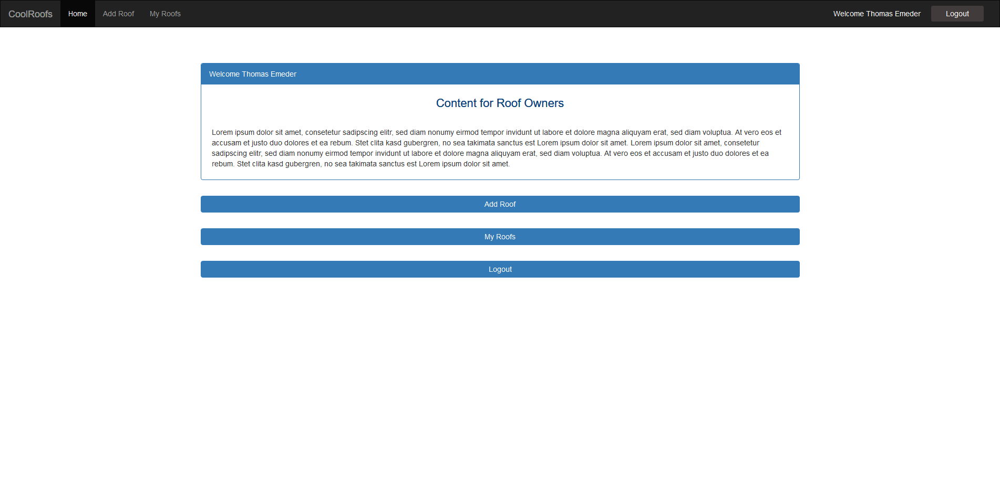 CoolRoofs Home Add Roof My Roofs Welcome Thomas Emeder Logout
Welcome Thomas Emeder
Content for Roof Owners
Lorem ipsum dolor sit amet, consetetur sadipscing elitr, sed diam nonumy eirmod tempor invidunt ut labore et dolore magna aliquyam erat, sed diam voluptua. At vero eos et
accusam et justo duo dolores et ea rebum. Stet clita kasd gubergren, no sea takimata sanctus est Lorem ipsum dolor sit amet. Lorem ipsum dolor sit amet, consetetur
sadipscing elitr, sed diam nonumy eirmod tempor invidunt ut labore et dolore magna aliquyam erat, sed diam voluptua. At vero eos et accusam et justo duo dolores et ea
rebum. Stet clita kasd gubergren, no sea takimata sanctus est Lorem ipsum dolor sit amet.
Add Roof
My Roofs
Logout